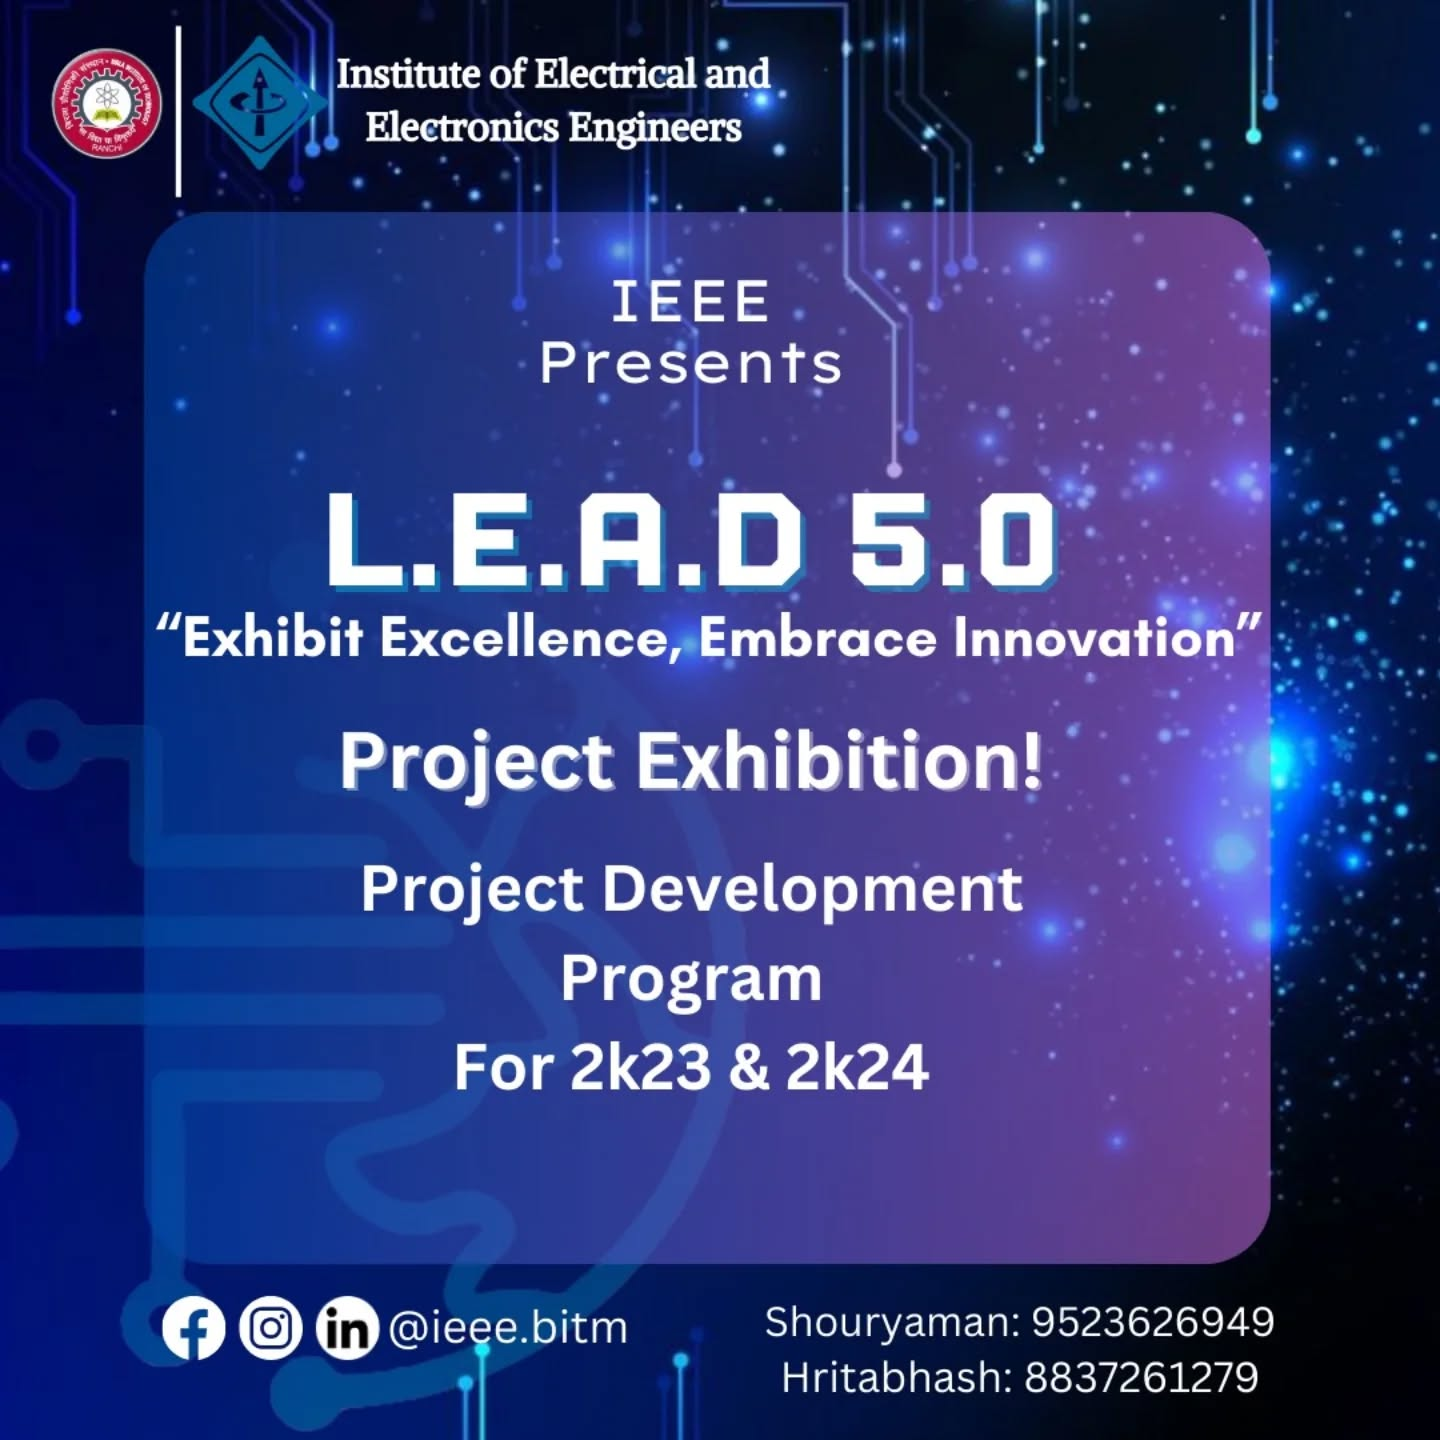 Institute of Electrical and
Electronics Engineers
RANCHI
IEEE
Presents
L.E.A.D 5.0
“Exhibit Excellence, Embrace Innovation”
Project Exhibition!
Project Development
Program
For 2k23 & 2k24
@ieee.bitm
Shouryaman: 9523626949
Hritabhash: 8837261279